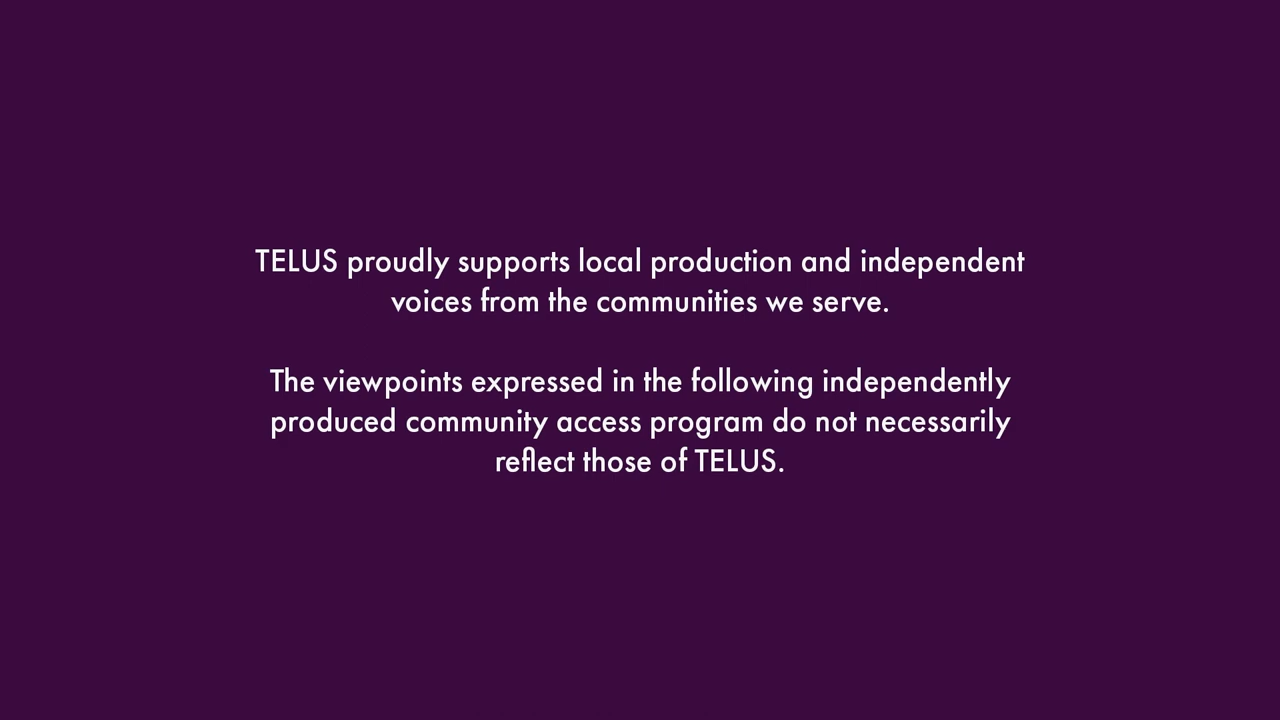 TELUS proudly supports local production and independent
voices from the communities we serve.
The viewpoints expressed in the following independently
produced community access program do not necessarily
reflect those of TELUS.